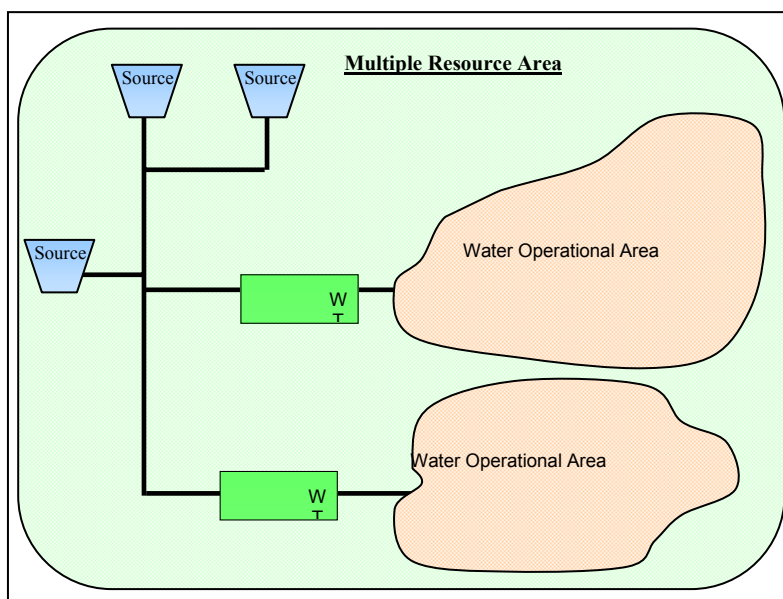 Multiple Resource Area
Source
Source
Source
Water Operational Area
W
T
Water Operational Area
W
T